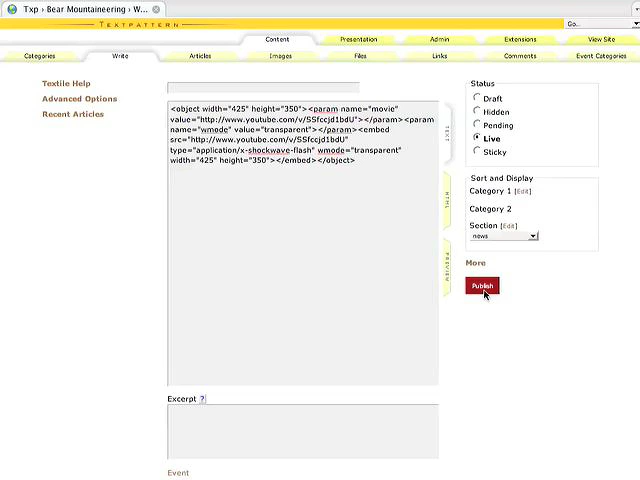 Txp › Bear Mountaineering › W...
TEXTPATTERN
Go...
Content Presentation Admin Extensions View Site
Categories Write Articles Images Files Links Comments Event Categories
Textile Help
Advanced Options
Recent Articles
<object width="425" height="350"><param name="movie"
value="http://www.youtube.com/v/SSfccjd1bdU"></param><param
name="wmode" value="transparent"></param><embed
src="http://www.youtube.com/v/SSfccjd1bdU"
type="application/x-shockwave-flash" wmode="transparent"
width="425" height="350"></embed></object>
TEXT
HTML
PREVIEW
Status
Draft
Hidden
Pending
Live
Sticky
Sort and Display
Category 1 [Edit]
Category 2
Section [Edit]
news
More
Publish
Excerpt ?
Event